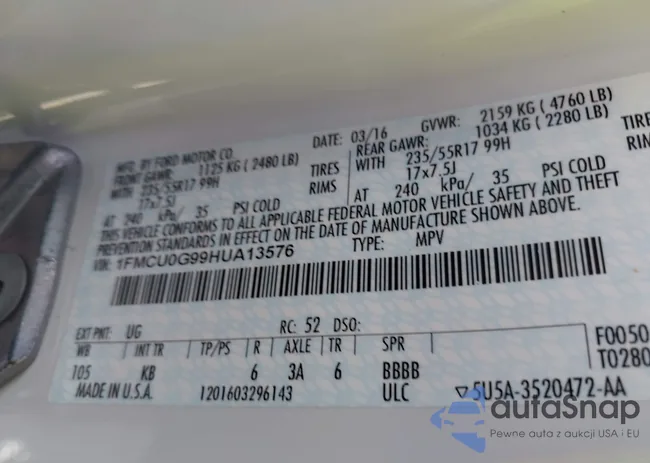 MFD. BY FORD MOTOR CO. DATE: 03/16 GVWR: 2159 KG ( 4760 LB)
FRONT GAWR: 1125 KG ( 2480 LB) REAR GAWR: 1034 KG ( 2280 LB)
WITH 235/55R17 99H TIRES WITH 235/55R17 99H TIRES
17x7.5J RIMS 17x7.5J RIMS
AT 240 kPa/ 35 PSI COLD AT 240 kPa/ 35 PSI COLD
THIS VEHICLE CONFORMS TO ALL APPLICABLE FEDERAL MOTOR VEHICLE SAFETY AND THEFT
PREVENTION STANDARDS IN EFFECT ON THE DATE OF MANUFACTURE SHOWN ABOVE.
VIN: 1FMCU0G99HUA13576 TYPE: MPV
EXT PNT: UG RC: 52 DSO:
WB INT TR TP/PS R AXLE TR SPR
105 KB 6 3A 6 BBBB
MADE IN U.S.A. 1201603296143 ULC 5U5A-3520472-AA
F0050
T0280
autaSnap
Pewne auta z aukcji USA i EU